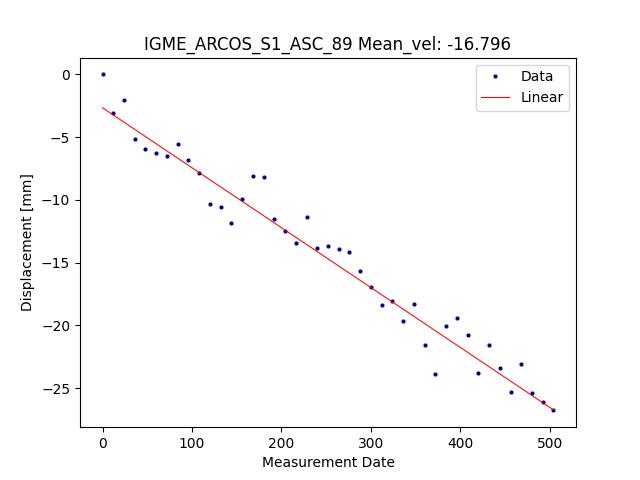 IGME_ARCOS_S1_ASC_89 Mean_vel: -16.796
Data
Linear
0
−5
−10
−15
−20
−25
Displacement [mm]
0 100 200 300 400 500
Measurement Date